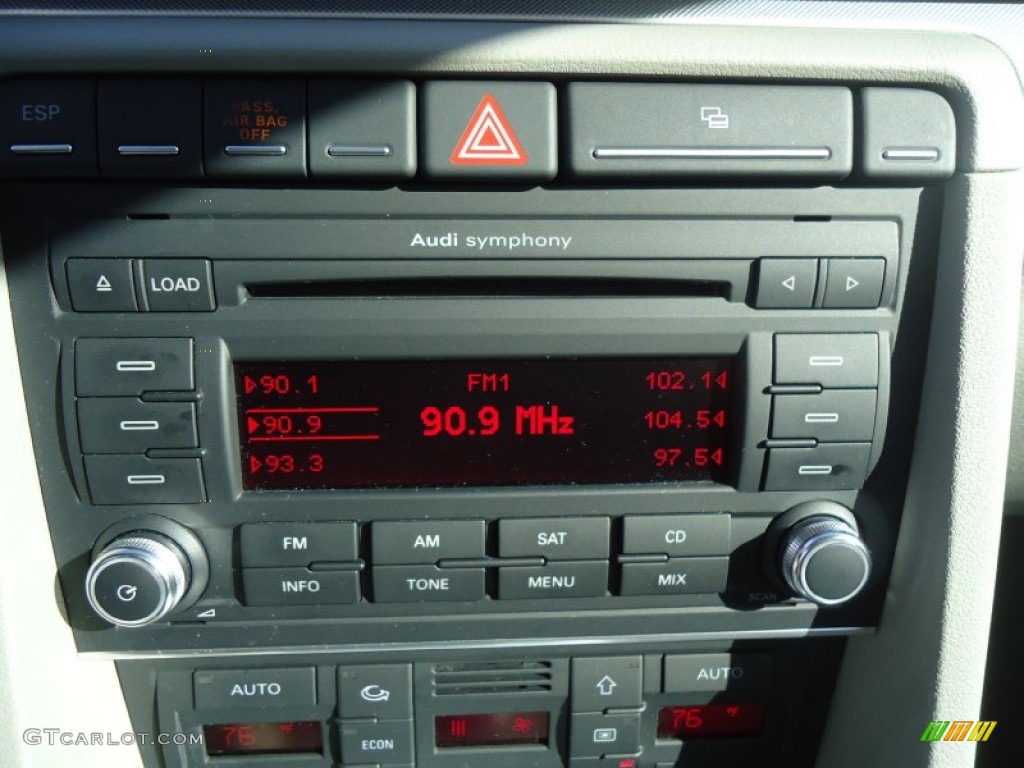 ESP
PASS.
AIR BAG
OFF
Audi symphony
LOAD
90.1 FM1 102.1
90.9 90.9 MHz 104.5
93.3 97.5
FM AM SAT CD
INFO TONE MENU MIX
SCAN
AUTO AUTO
76 °F 76 °F
ECON
GTCARLOT.COM